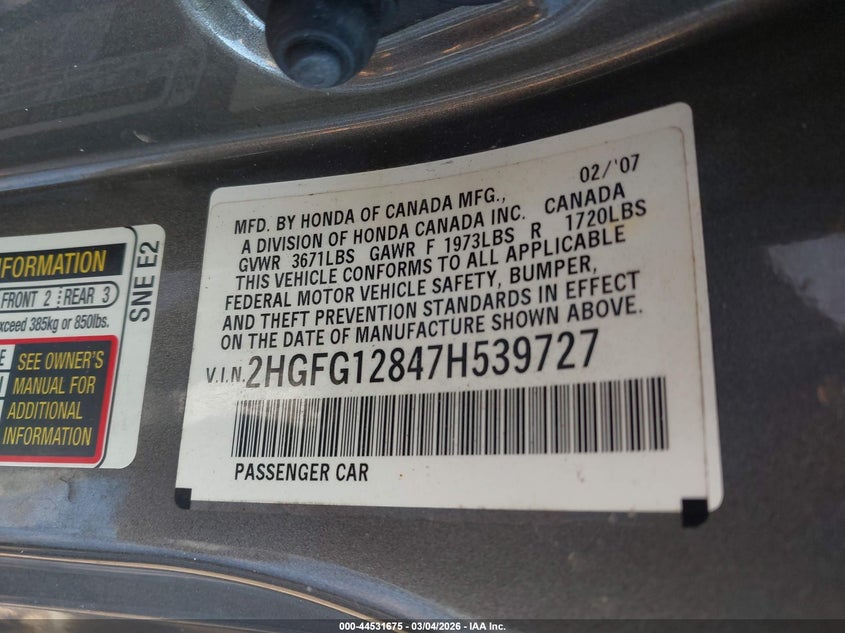 NFORMATION
FRONT 2 REAR 3
xceed 385kg or 850lbs.
SEE OWNER'S
MANUAL FOR
ADDITIONAL
INFORMATION
SNE E2
02/'07
MFD. BY HONDA OF CANADA MFG.,
A DIVISION OF HONDA CANADA INC. CANADA
GVWR 3671LBS GAWR F 1973LBS R 1720LBS
THIS VEHICLE CONFORMS TO ALL APPLICABLE
FEDERAL MOTOR VEHICLE SAFETY, BUMPER,
AND THEFT PREVENTION STANDARDS IN EFFECT
ON THE DATE OF MANUFACTURE SHOWN ABOVE.
V.I.N. 2HGFG12847H539727
PASSENGER CAR
000-44531675 - 03/04/2026 - IAA Inc.